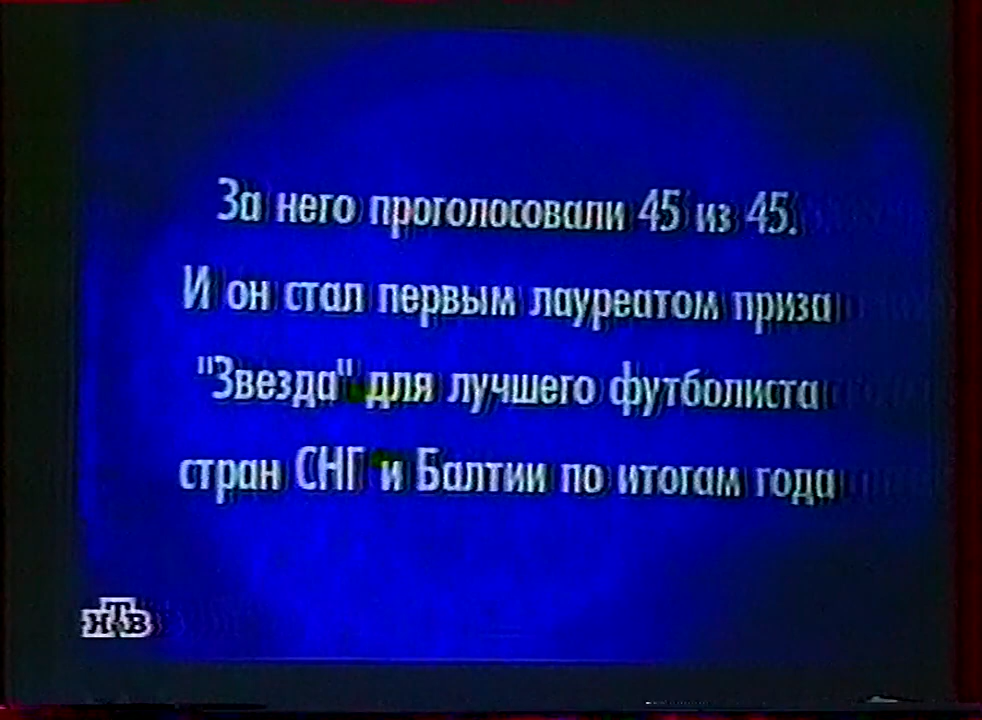 За него проголосовали 45 из 45.
И он стал первым лауреатом приза
"Звезда" для лучшего футболиста
стран СНГ и Балтии по итогам года
нТв